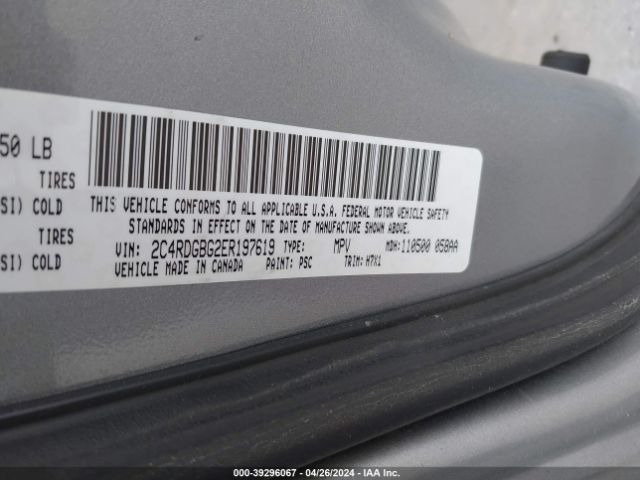 50 LB
TIRES
SI) COLD
TIRES
SI) COLD
THIS VEHICLE CONFORMS TO ALL APPLICABLE U.S.A. FEDERAL MOTOR VEHICLE SAFETY
STANDARDS IN EFFECT ON THE DATE OF MANUFACTURE SHOWN ABOVE.
VIN: 2C4RDGBG2ER197619 TYPE: MPV MDH: 110500 058AA
VEHICLE MADE IN CANADA PAINT: PSC TRIM: H7X1
000-39296067 / 04/26/2024 / IAA Inc.